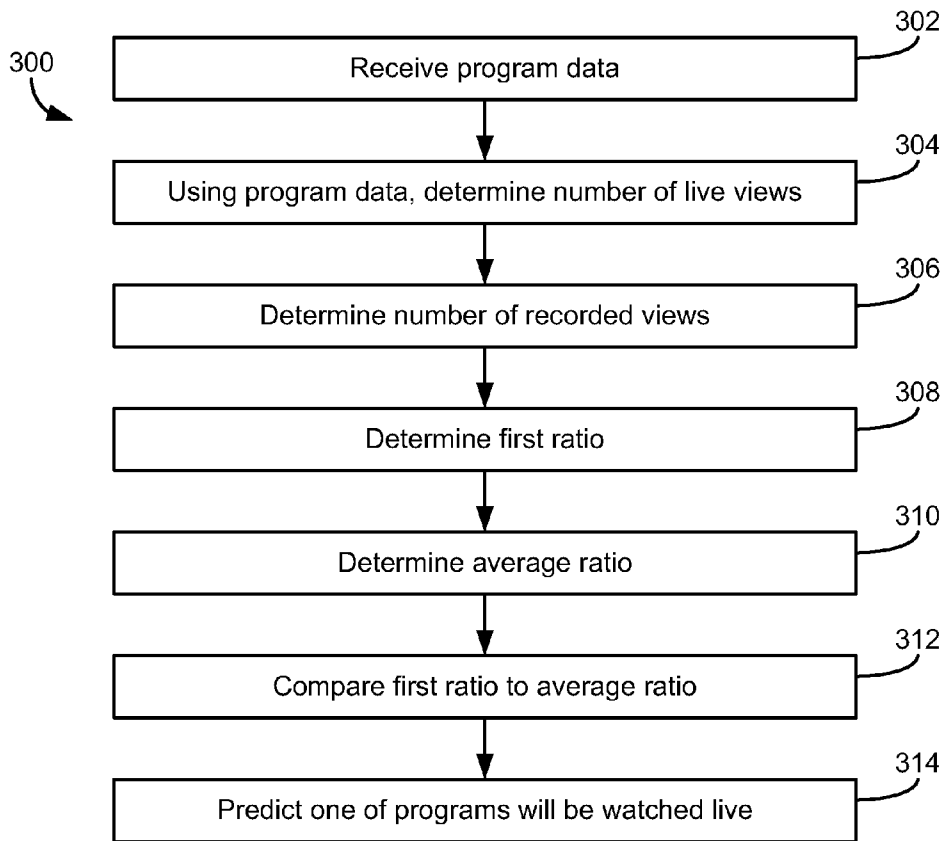 300
302
Receive program data
304
Using program data, determine number of live views
306
Determine number of recorded views
308
Determine first ratio
310
Determine average ratio
312
Compare first ratio to average ratio
314
Predict one of programs will be watched live